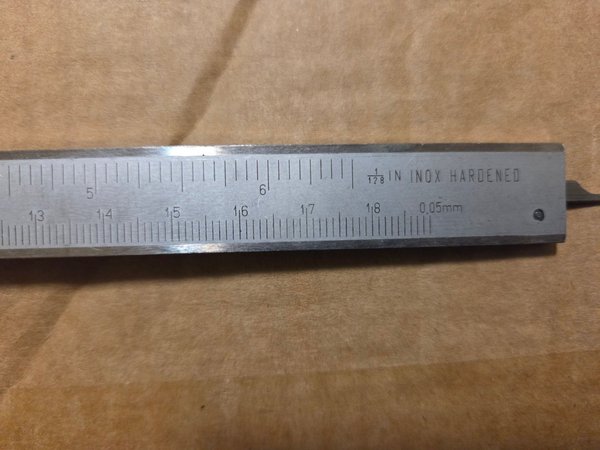 5 6 1/128 IN INOX HARDENED
13 14 15 16 17 18 0,05mm